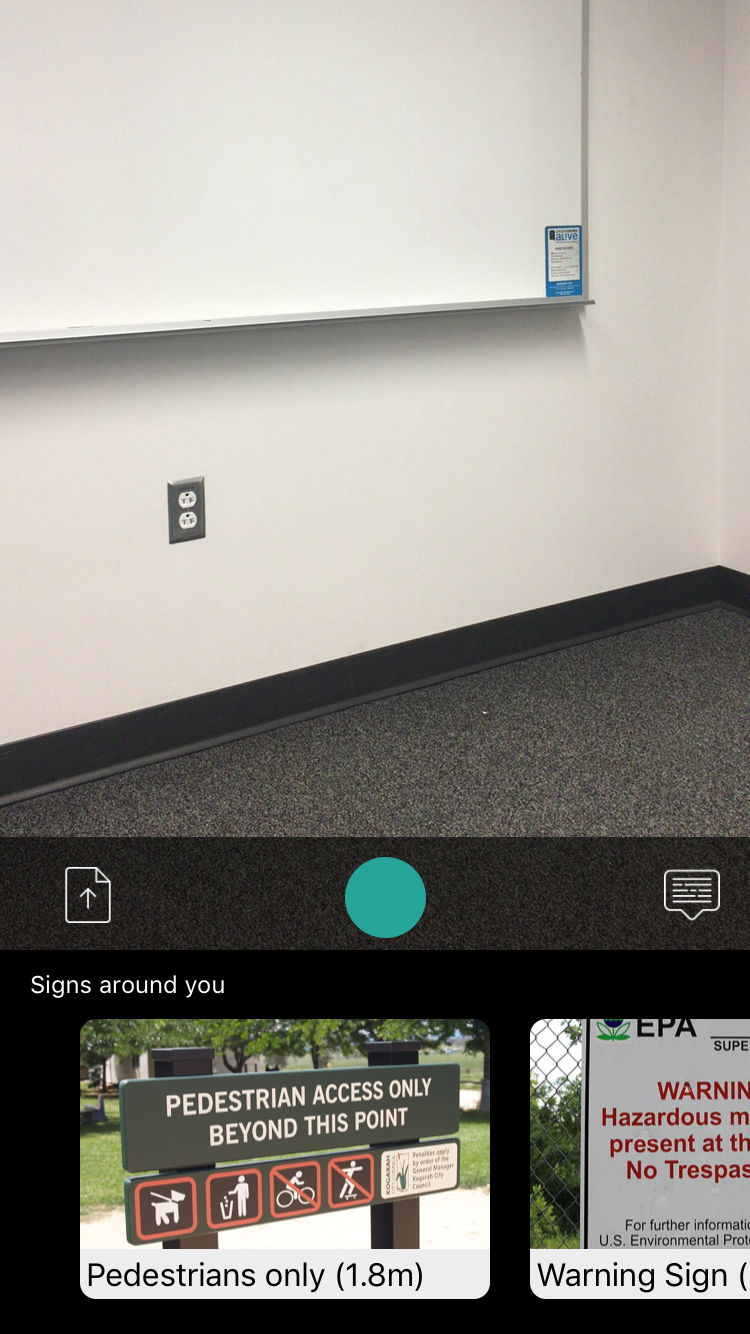 alive
Signs around you
PEDESTRIAN ACCESS ONLY
BEYOND THIS POINT
KOGARAH
Penalties apply
by order of the
General Manager
Kogarah City
Council
Pedestrians only (1.8m)
EPA
SUPE
WARNIN
Hazardous m
present at th
No Trespas
For further informatio
U.S. Environmental Prote
Warning Sign (